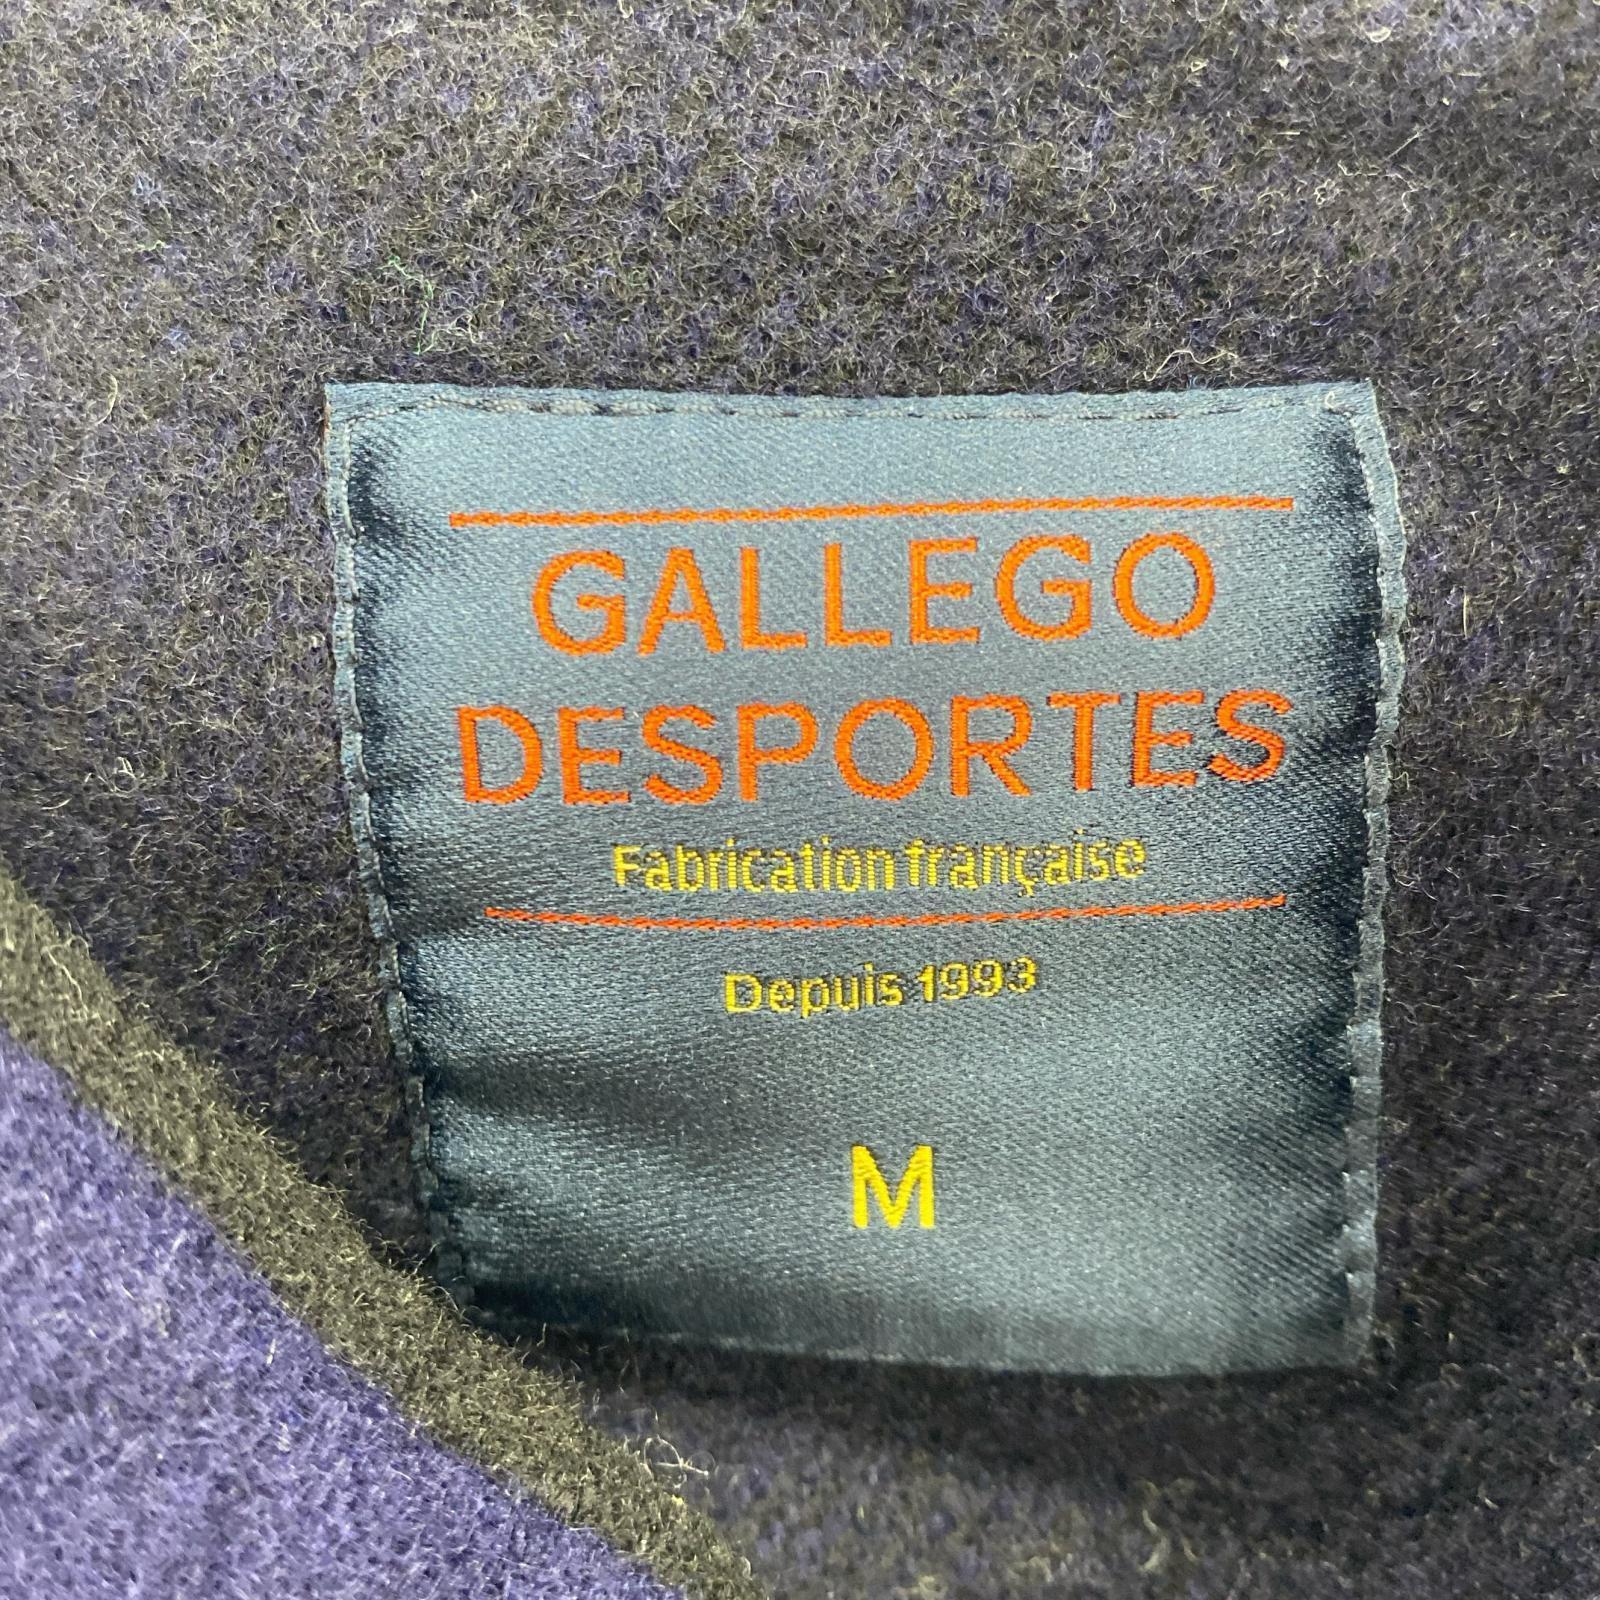 GALLEGO
DESPORTES
Fabrication française
Depuis 1993
M